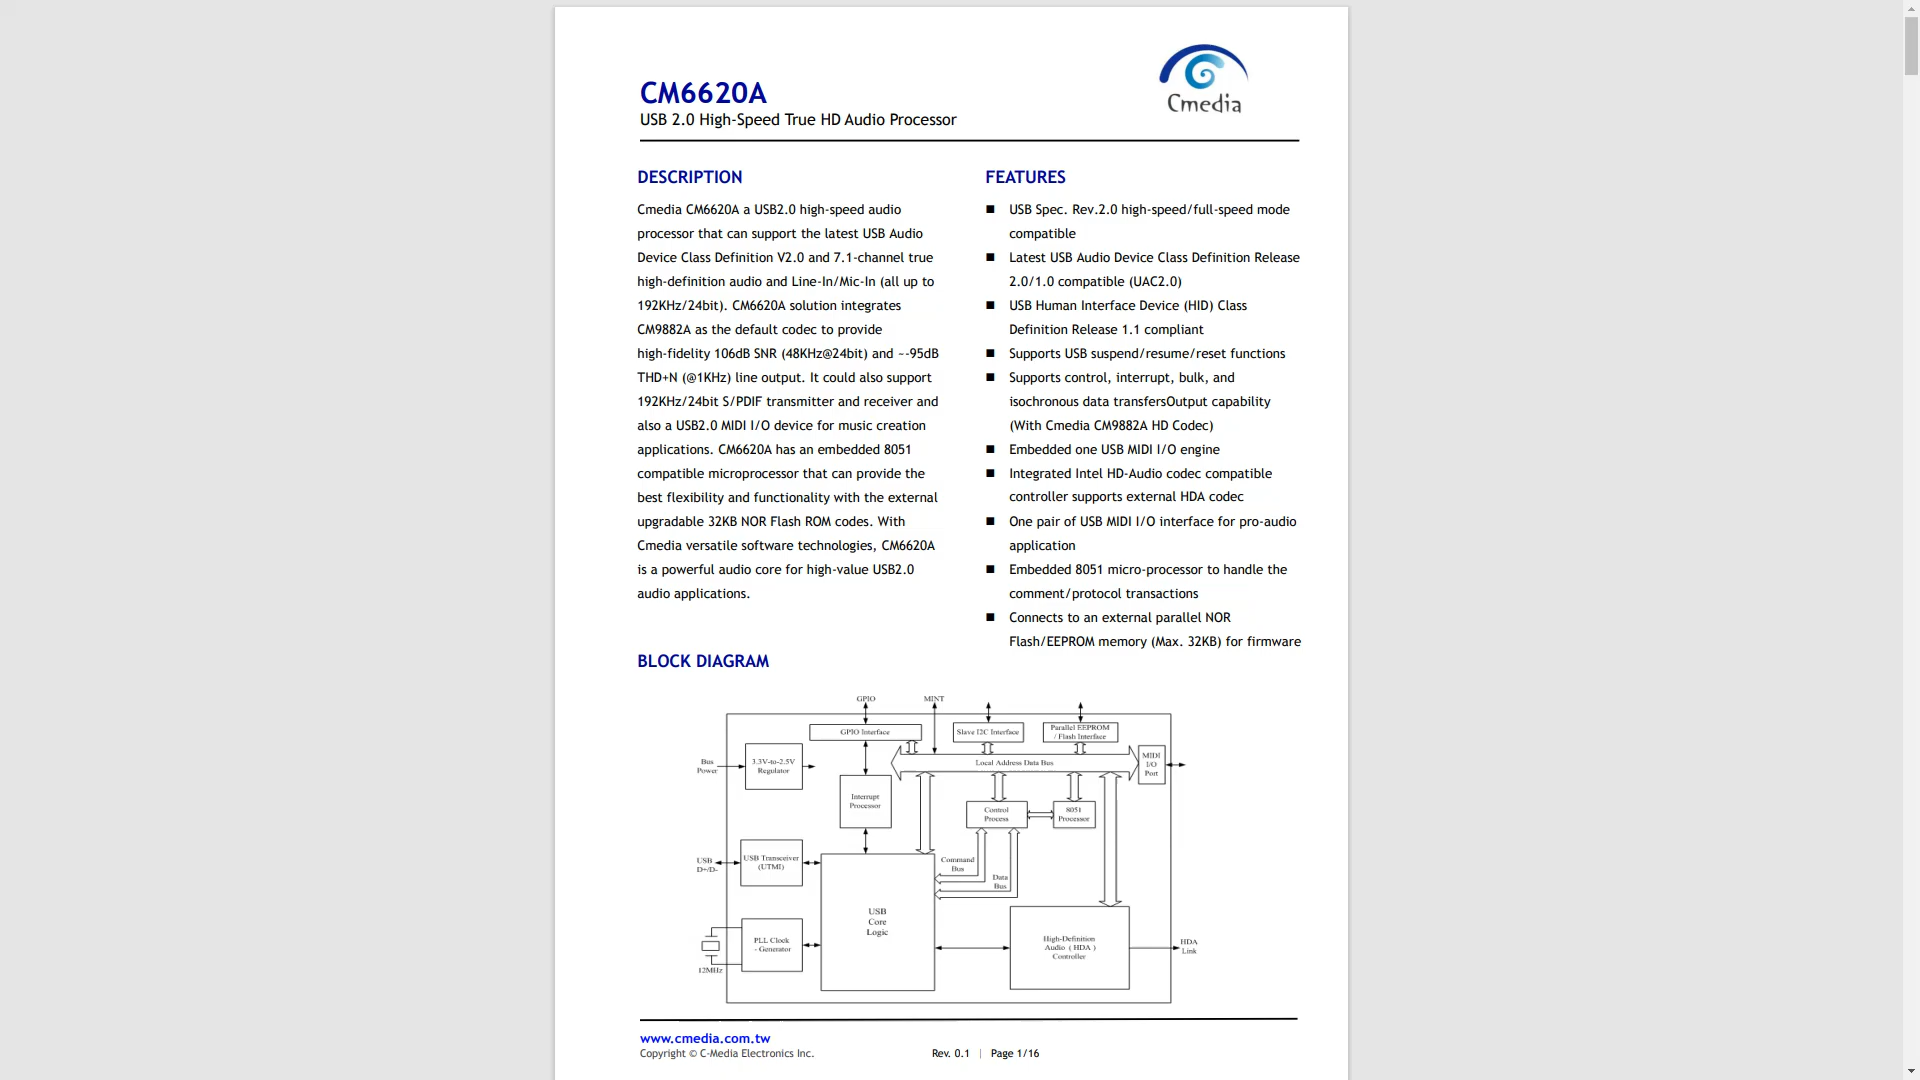 Cmedia
CM6620A
USB 2.0 High-Speed True HD Audio Processor
DESCRIPTION
Cmedia CM6620A a USB2.0 high-speed audio
processor that can support the latest USB Audio
Device Class Definition V2.0 and 7.1-channel true
high-definition audio and Line-In/Mic-In (all up to
192KHz/24bit). CM6620A solution integrates
CM9882A as the default codec to provide
high-fidelity 106dB SNR (48KHz@24bit) and ~-95dB
THD+N (@1KHz) line output. It could also support
192KHz/24bit S/PDIF transmitter and receiver and
also a USB2.0 MIDI I/O device for music creation
applications. CM6620A has an embedded 8051
compatible microprocessor that can provide the
best flexibility and functionality with the external
upgradable 32KB NOR Flash ROM codes. With
Cmedia versatile software technologies, CM6620A
is a powerful audio core for high-value USB2.0
audio applications.
FEATURES
■ USB Spec. Rev.2.0 high-speed/full-speed mode
compatible
■ Latest USB Audio Device Class Definition Release
2.0/1.0 compatible (UAC2.0)
■ USB Human Interface Device (HID) Class
Definition Release 1.1 compliant
■ Supports USB suspend/resume/reset functions
■ Supports control, interrupt, bulk, and
isochronous data transfersOutput capability
(With Cmedia CM9882A HD Codec)
■ Embedded one USB MIDI I/O engine
■ Integrated Intel HD-Audio codec compatible
controller supports external HDA codec
■ One pair of USB MIDI I/O interface for pro-audio
application
■ Embedded 8051 micro-processor to handle the
comment/protocol transactions
■ Connects to an external parallel NOR
Flash/EEPROM memory (Max. 32KB) for firmware
BLOCK DIAGRAM
GPIO
MINT
GPIO Interface
Slave I2C Interface
Parallel EEPROM
/ Flash Interface
Bus
Power
3.3V-to-2.5V
Regulator
Local Address Data Bus
MIDI
I/O
Port
Interrupt
Processor
Control
Process
8051
Processor
USB
D+/D-
USB Transceiver
(UTMI)
Command
Bus
Data
Bus
USB
Core
Logic
PLL Clock
- Generator
12MHz
High-Definition
Audio ( HDA )
Controller
HDA
Link
www.cmedia.com.tw
Copyright © C-Media Electronics Inc.
Rev. 0.1 | Page 1/16